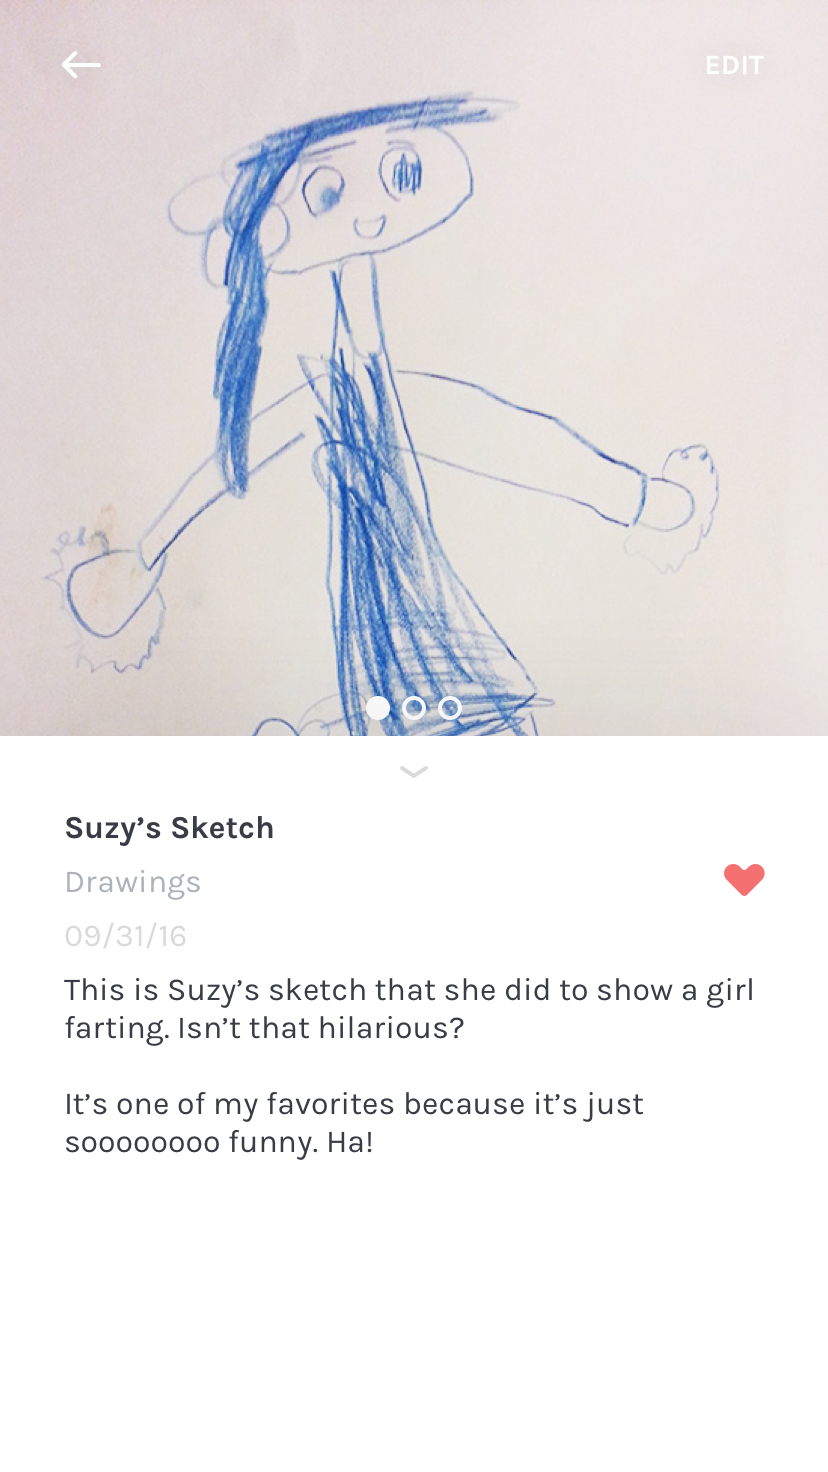 EDIT
Suzy’s Sketch
Drawings
09/31/16
This is Suzy’s sketch that she did to show a girl
farting. Isn’t that hilarious?
It’s one of my favorites because it’s just
soooooooo funny. Ha!